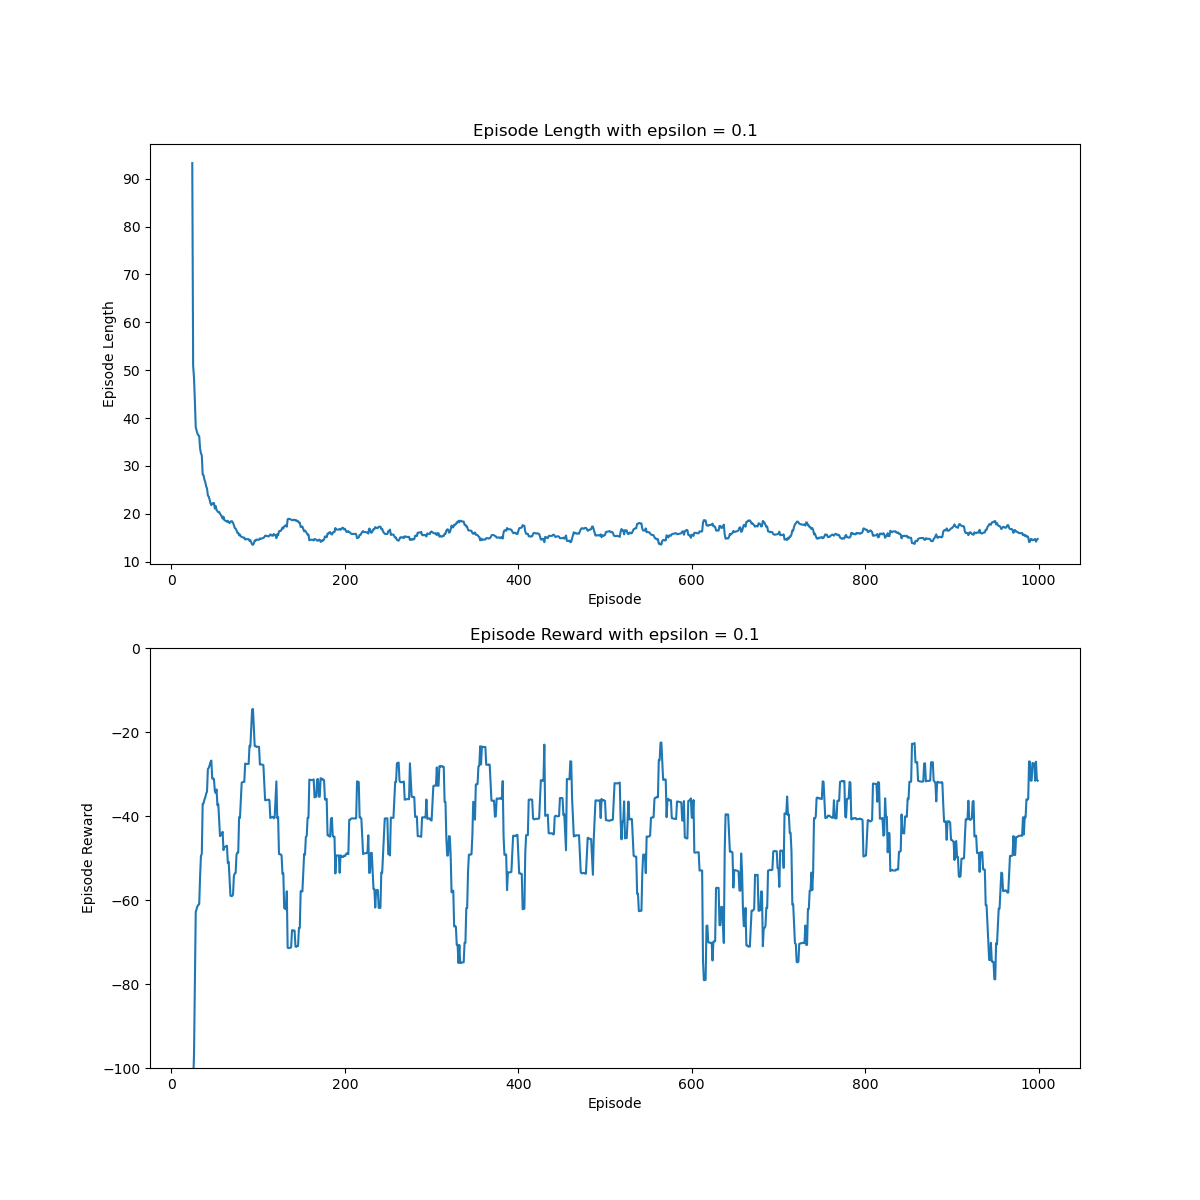 Episode Length with epsilon = 0.1
90
80
70
60
50
40
30
20
10
Episode Length
0 200 400 600 800 1000
Episode
Episode Reward with epsilon = 0.1
0
−20
−40
−60
−80
−100
Episode Reward
0 200 400 600 800 1000
Episode